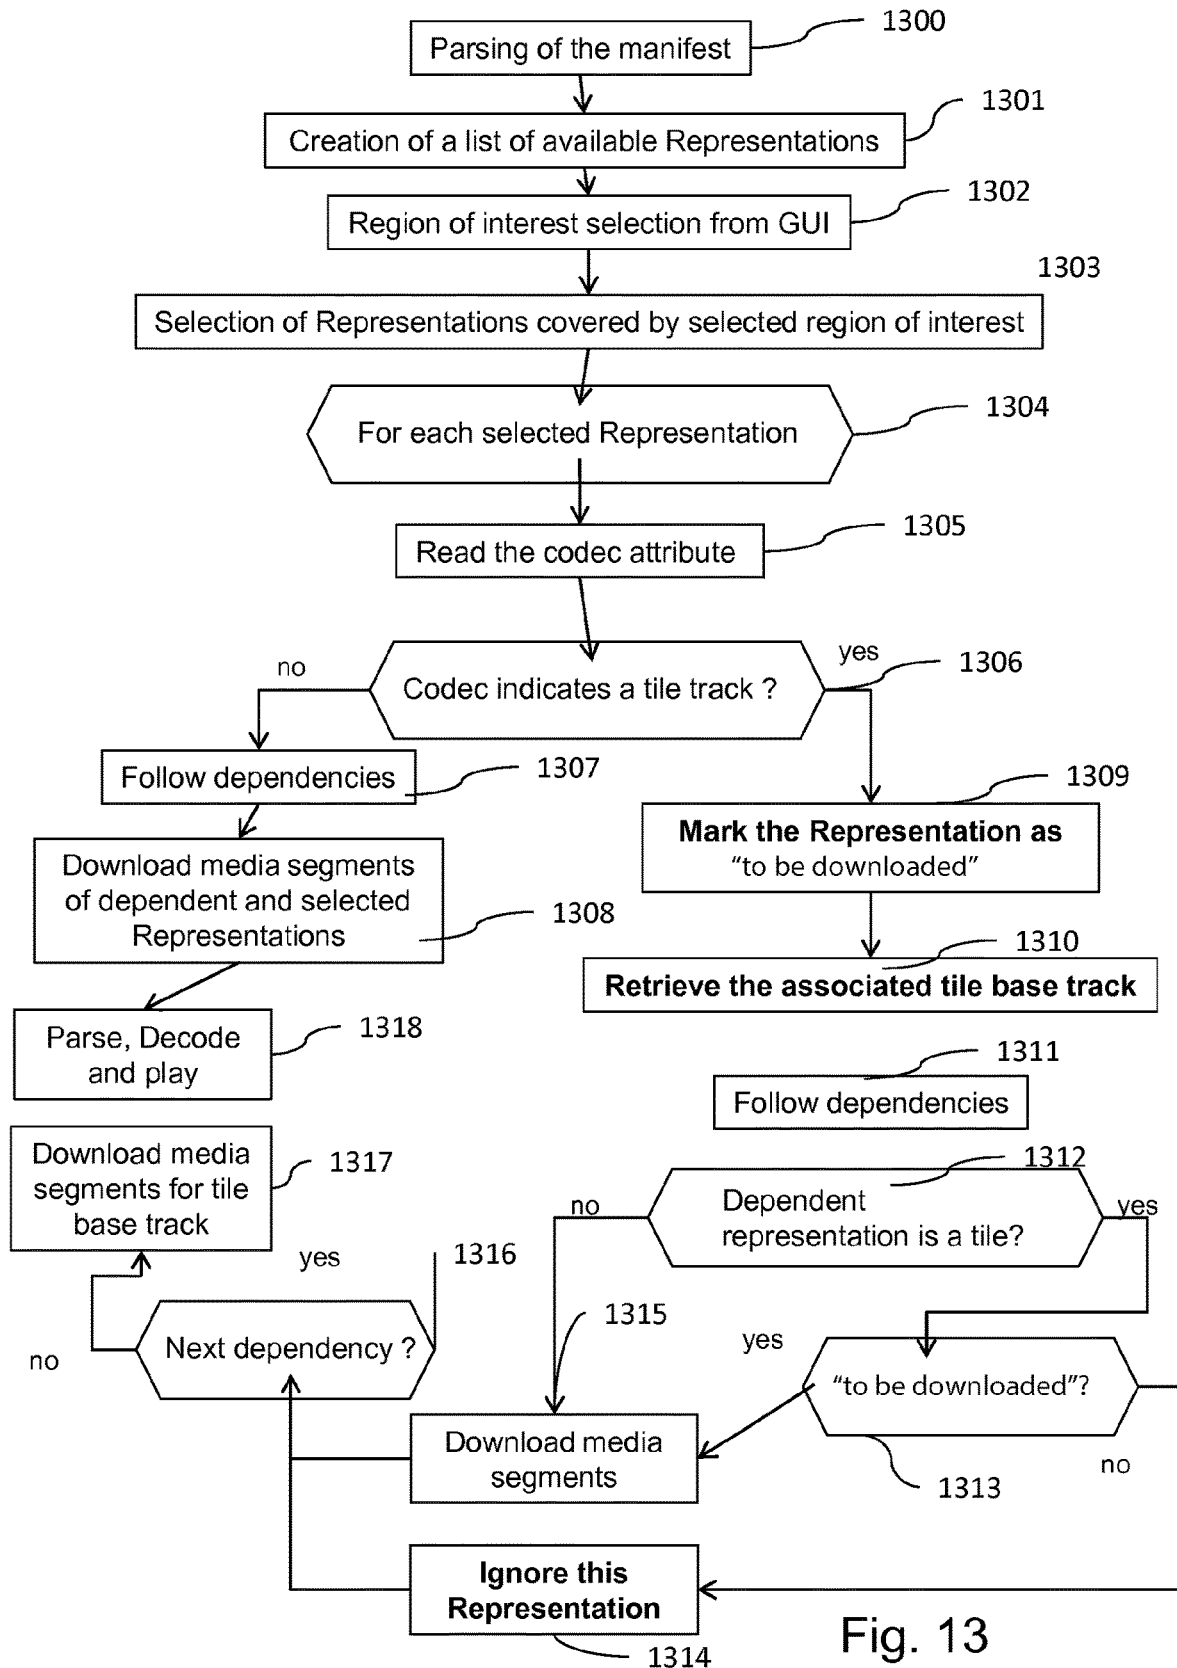 1300
Parsing of the manifest
1301
Creation of a list of available Representations
1302
Region of interest selection from GUI
1303
Selection of Representations covered by selected region of interest
1304
For each selected Representation
1305
Read the codec attribute
no
yes
1306
Codec indicates a tile track ?
1307
Follow dependencies
1309
Mark the Representation as
“to be downloaded”
Download media segments
of dependent and selected
Representations
1308
1310
Retrieve the associated tile base track
1318
Parse, Decode
and play
1311
Follow dependencies
Download media
segments for tile
base track
1317
1312
no
Dependent
representation is a tile?
yes
yes
1316
1315
no
Next dependency ?
yes
“to be downloaded”?
Download media
segments
1313
no
Ignore this
Representation
1314
Fig. 13